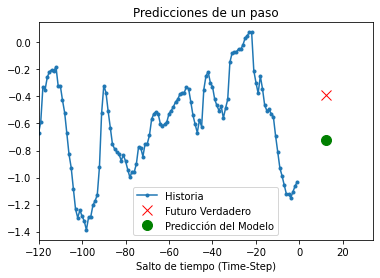 Predicciones de un paso
0.0
−0.2
−0.4
−0.6
−0.8
−1.0
−1.2
−1.4
Historia
Futuro Verdadero
Predicción del Modelo
−120 −100 −80 −60 −40 −20 0 20
Salto de tiempo (Time-Step)